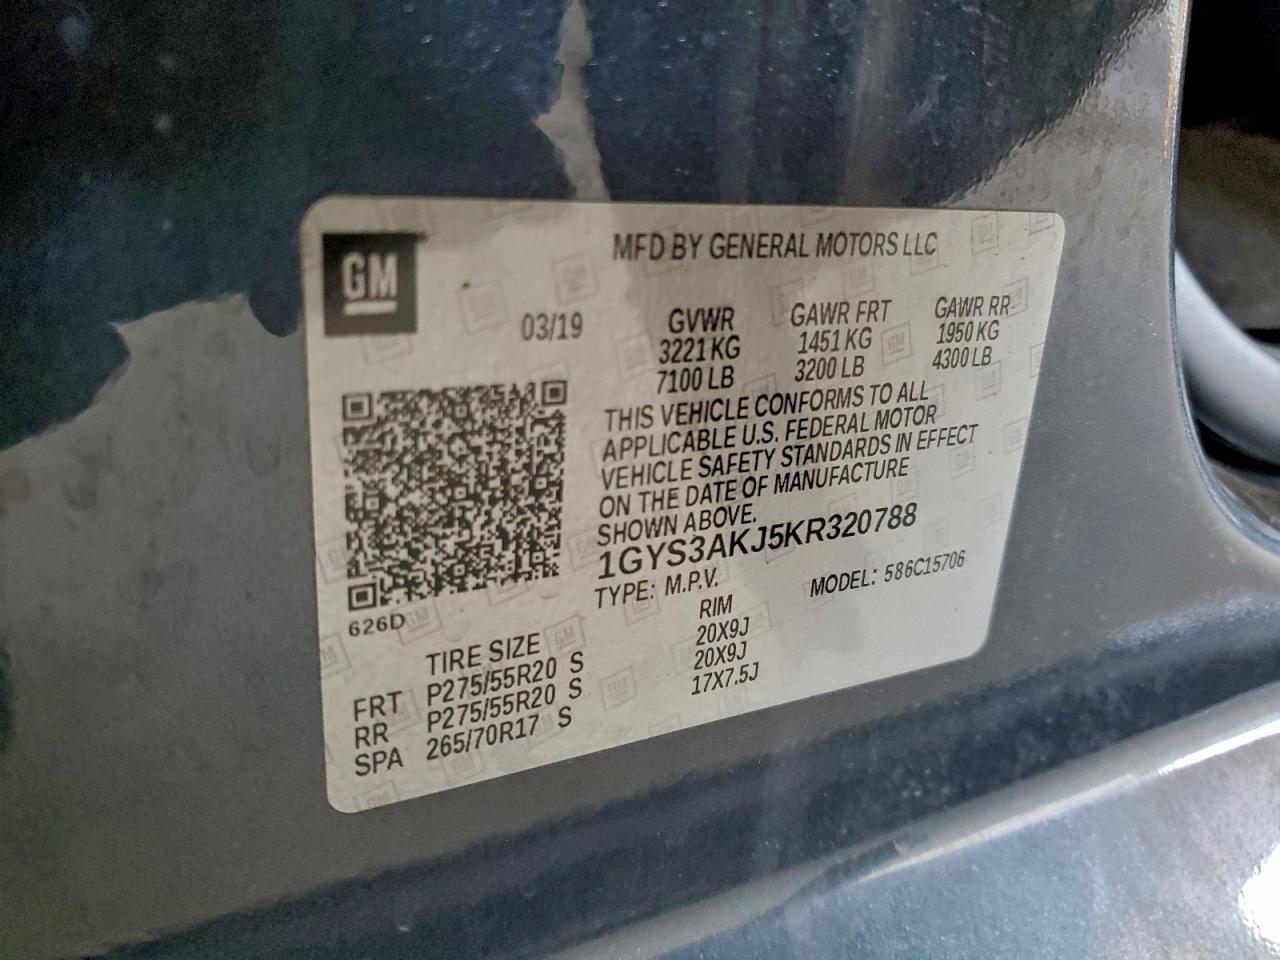 GM
MFD BY GENERAL MOTORS LLC
03/19
GVWR GAWR FRT GAWR RR
3221 KG 1451 KG 1950 KG
7100 LB 3200 LB 4300 LB
THIS VEHICLE CONFORMS TO ALL
APPLICABLE U.S. FEDERAL MOTOR
VEHICLE SAFETY STANDARDS IN EFFECT
ON THE DATE OF MANUFACTURE
SHOWN ABOVE.
1GYS3AKJ5KR320788
TYPE: M.P.V. MODEL: 586C15706
626D
TIRE SIZE RIM
FRT P275/55R20 S 20X9J
RR P275/55R20 S 20X9J
SPA 265/70R17 S 17X7.5J